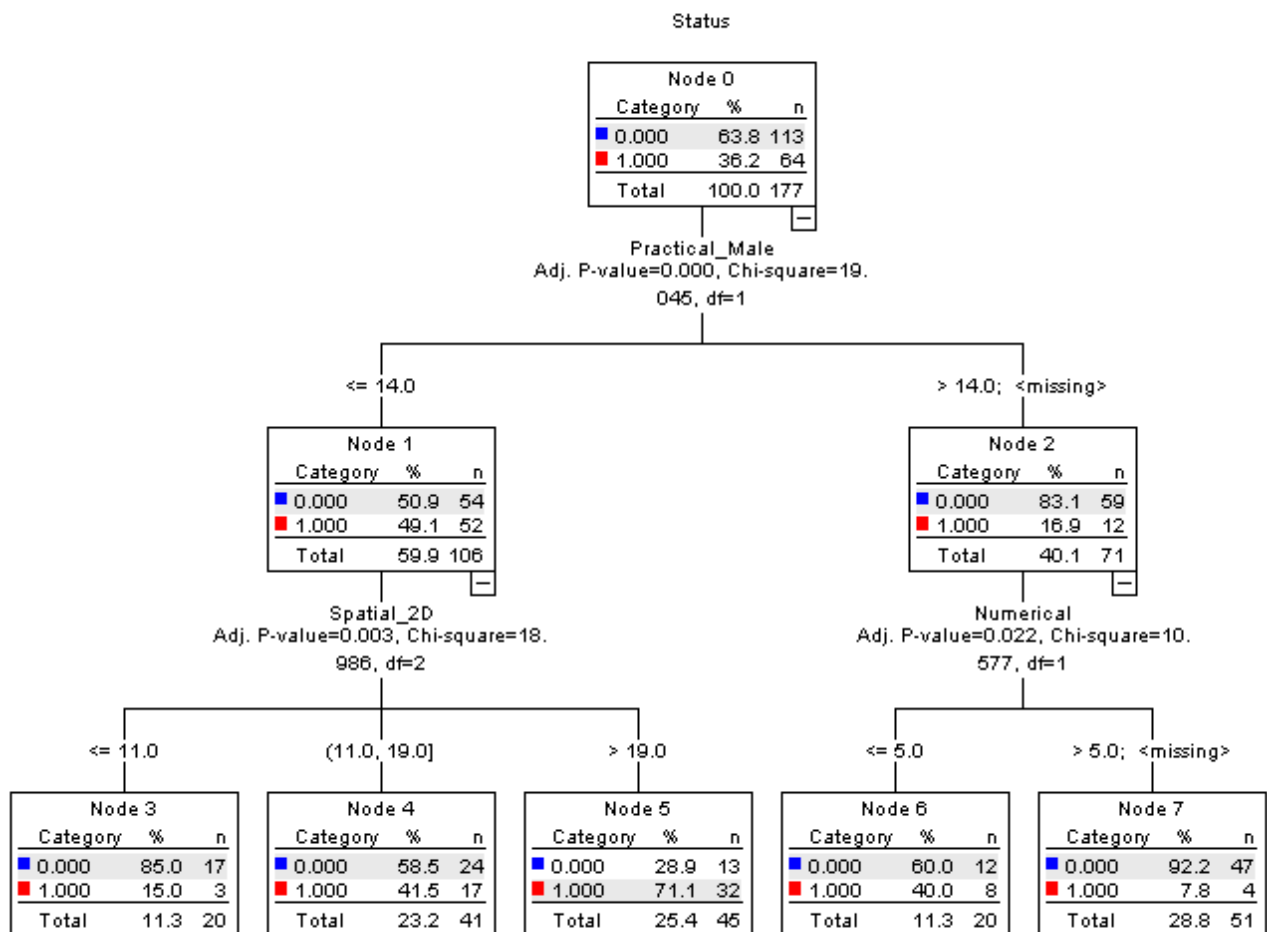 Status
Node 0
Category % n
0.000 63.8 113
1.000 36.2 64
Total 100.0 177
Practical_Male
Adj. P-value=0.000, Chi-square=19.
045, df=1
<= 14.0
> 14.0; <missing>
Node 1
Category % n
0.000 50.9 54
1.000 49.1 52
Total 59.9 106
Node 2
Category % n
0.000 83.1 59
1.000 16.9 12
Total 40.1 71
Spatial_2D
Adj. P-value=0.003, Chi-square=18.
986, df=2
Numerical
Adj. P-value=0.022, Chi-square=10.
577, df=1
<= 11.0
(11.0, 19.0]
> 19.0
<= 5.0
> 5.0; <missing>
Node 3
Category % n
0.000 85.0 17
1.000 15.0 3
Total 11.3 20
Node 4
Category % n
0.000 58.5 24
1.000 41.5 17
Total 23.2 41
Node 5
Category % n
0.000 28.9 13
1.000 71.1 32
Total 25.4 45
Node 6
Category % n
0.000 60.0 12
1.000 40.0 8
Total 11.3 20
Node 7
Category % n
0.000 92.2 47
1.000 7.8 4
Total 28.8 51